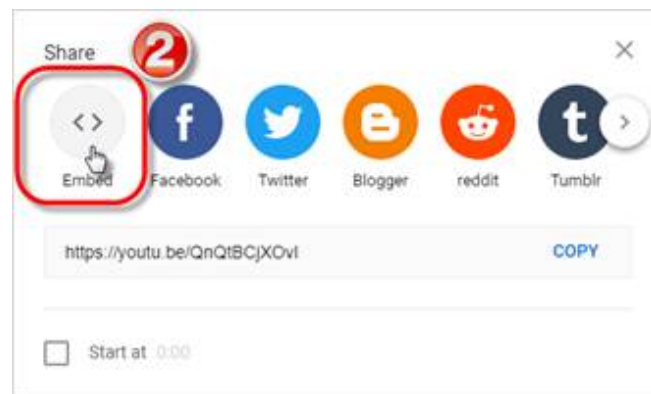 Share
2
Embed Facebook Twitter Blogger reddit Tumblr
https://youtu.be/QnQtBCjXOvI COPY
Start at 0:00